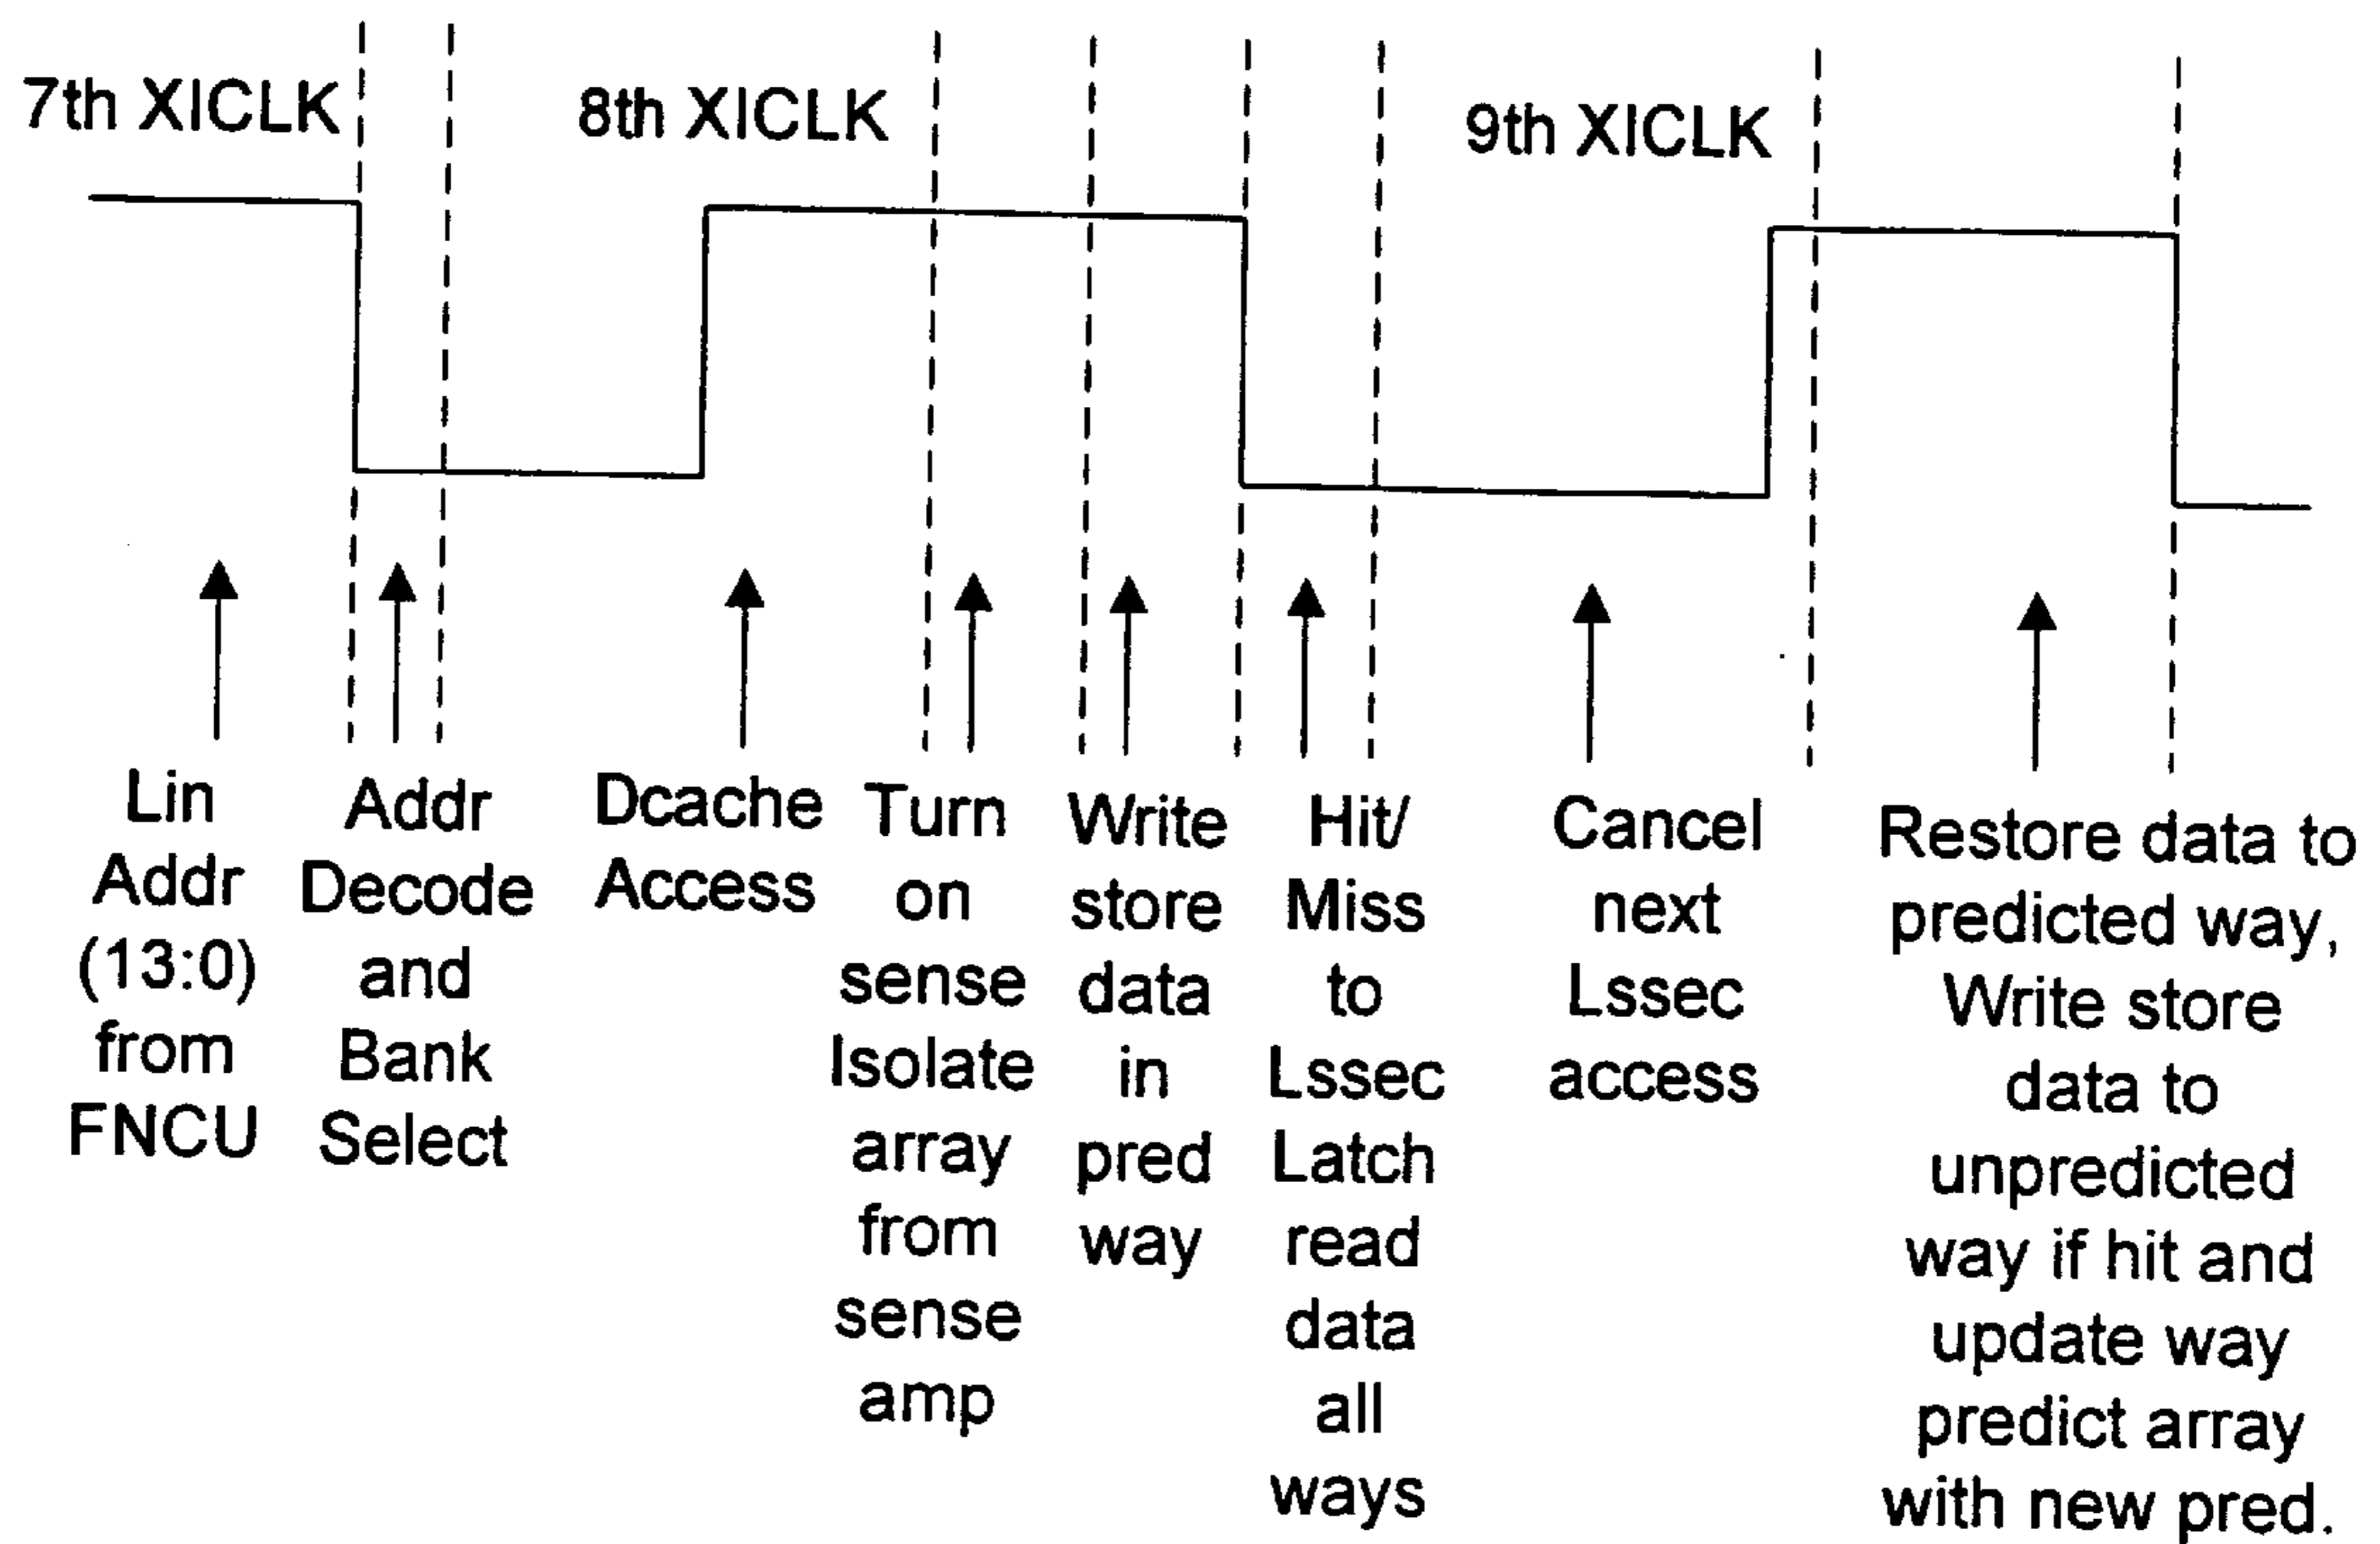 7th XICLK
8th XICLK
9th XICLK
Lin
Addr
(13:0)
from
FNCU
Addr
Decode
and
Bank
Select
Dcache
Access
Turn
on
sense
Isolate
array
from
sense
amp
Write
store
data
in
pred
way
Hit/
Miss
to
Lssec
Latch
read
data
all
ways
Cancel
next
Lssec
access
Restore data to
predicted way,
Write store
data to
unpredicted
way if hit and
update way
predict array
with new pred.